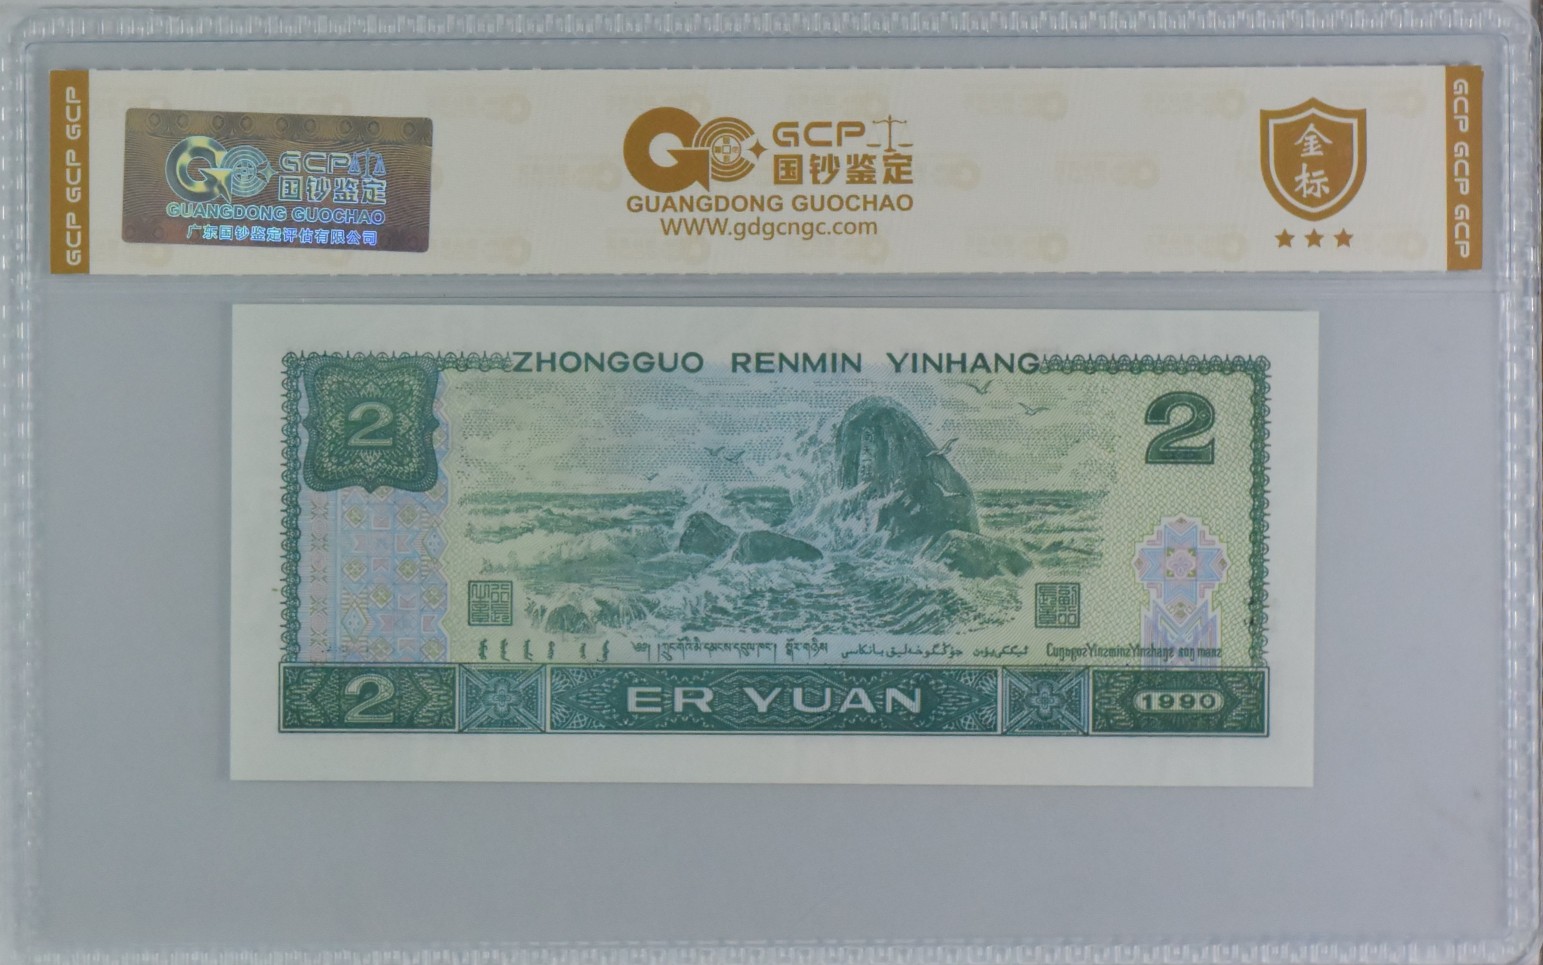 GCP GCP GCP
GCP
国钞鉴定
GUANGDONG GUOCHAO
广东国钞鉴定评估有限公司
GCP
国钞鉴定
GUANGDONG GUOCHAO
WWW.gdgcngc.com
金标
GCP GCP GCP
ZHONGGUO RENMIN YINHANG
2
2
2
ER YUAN
1990